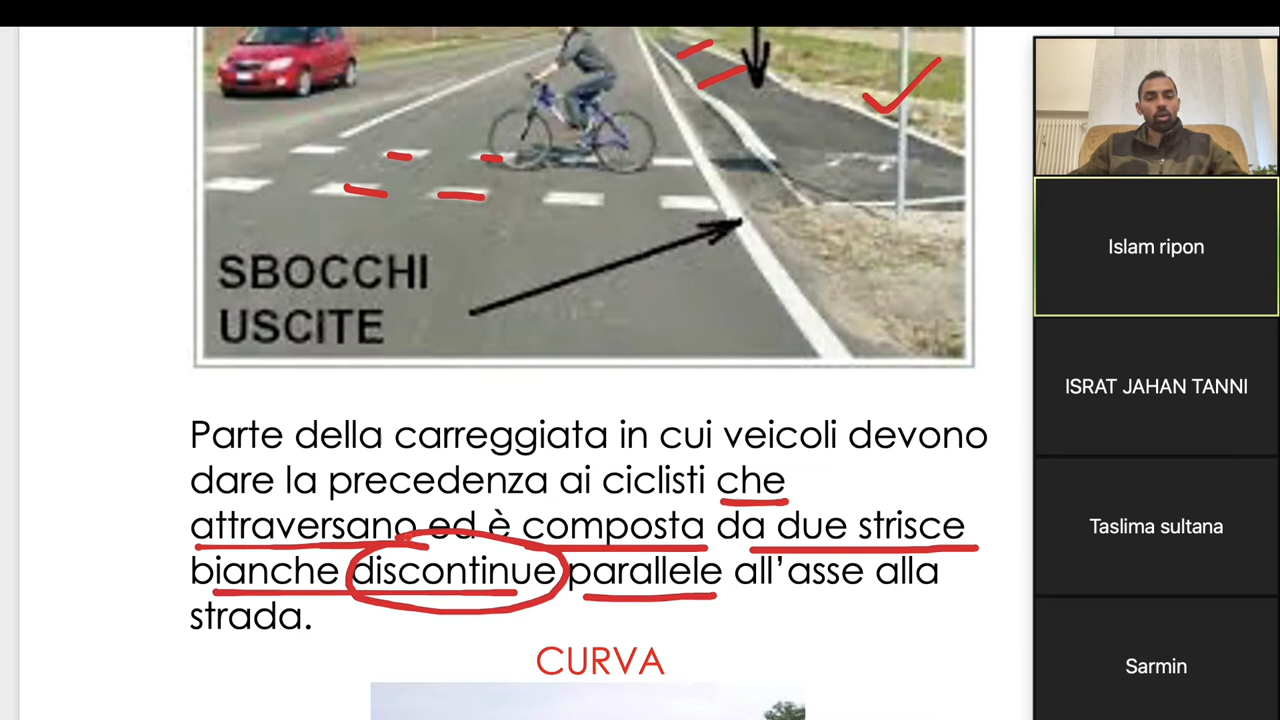 SBOCCHI
USCITE
Parte della carreggiata in cui veicoli devono
dare la precedenza ai ciclisti che
attraversano ed è composta da due strisce
bianche discontinue parallele all’asse alla
strada.
CURVA
Islam ripon
ISRAT JAHAN TANNI
Taslima sultana
Sarmin